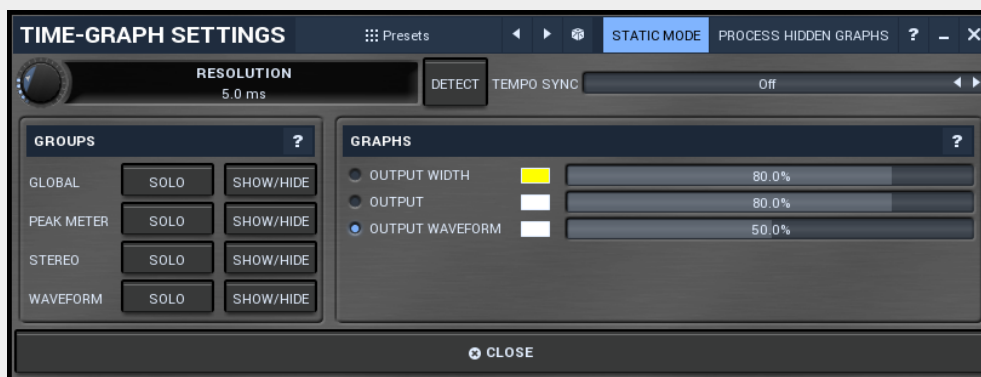 TIME-GRAPH SETTINGS Presets STATIC MODE PROCESS HIDDEN GRAPHS ?
RESOLUTION
5.0 ms
DETECT TEMPO SYNC Off
GROUPS ?
GLOBAL SOLO SHOW/HIDE
PEAK METER SOLO SHOW/HIDE
STEREO SOLO SHOW/HIDE
WAVEFORM SOLO SHOW/HIDE
GRAPHS ?
OUTPUT WIDTH 80.0%
OUTPUT 80.0%
OUTPUT WAVEFORM 50.0%
CLOSE